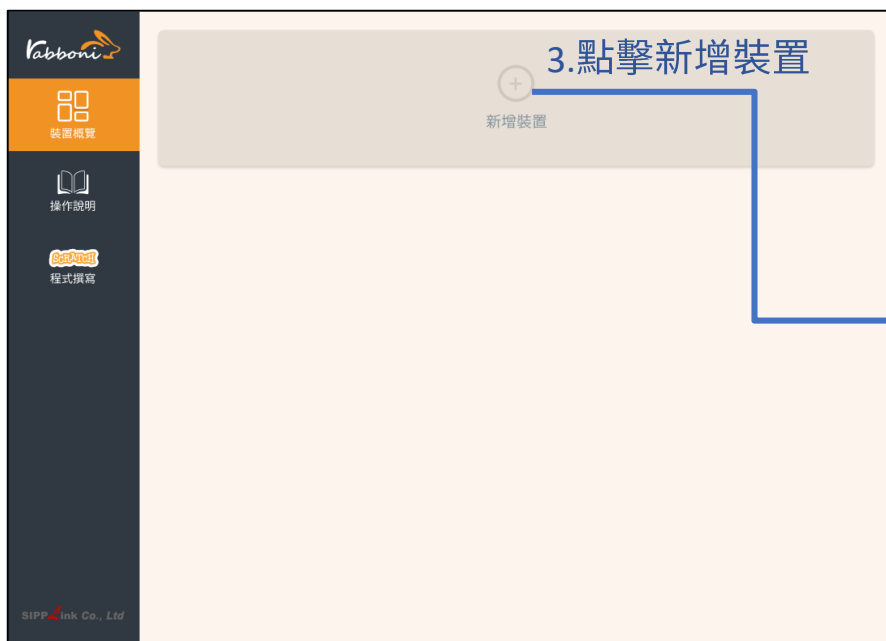 rabboni
3.點擊新增裝置
新增裝置
裝置概覽
操作說明
SCRATCH
程式撰寫
SIPPLink Co., Ltd